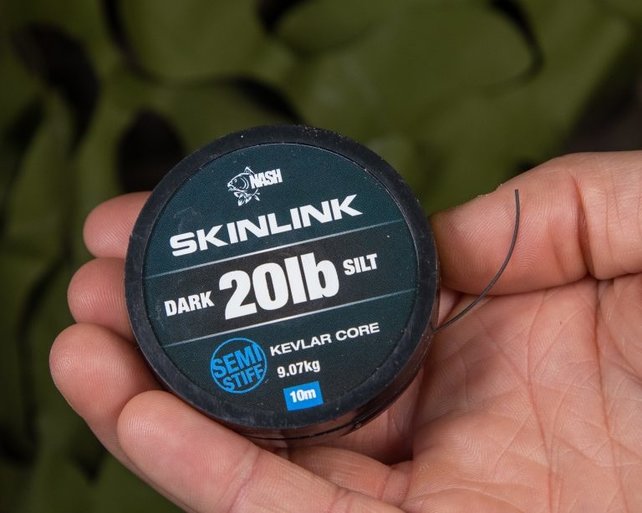 NASH
SKINLINK
DARK 20lb SILT
SEMI
STIFF
KEVLAR CORE
9.07kg
10m